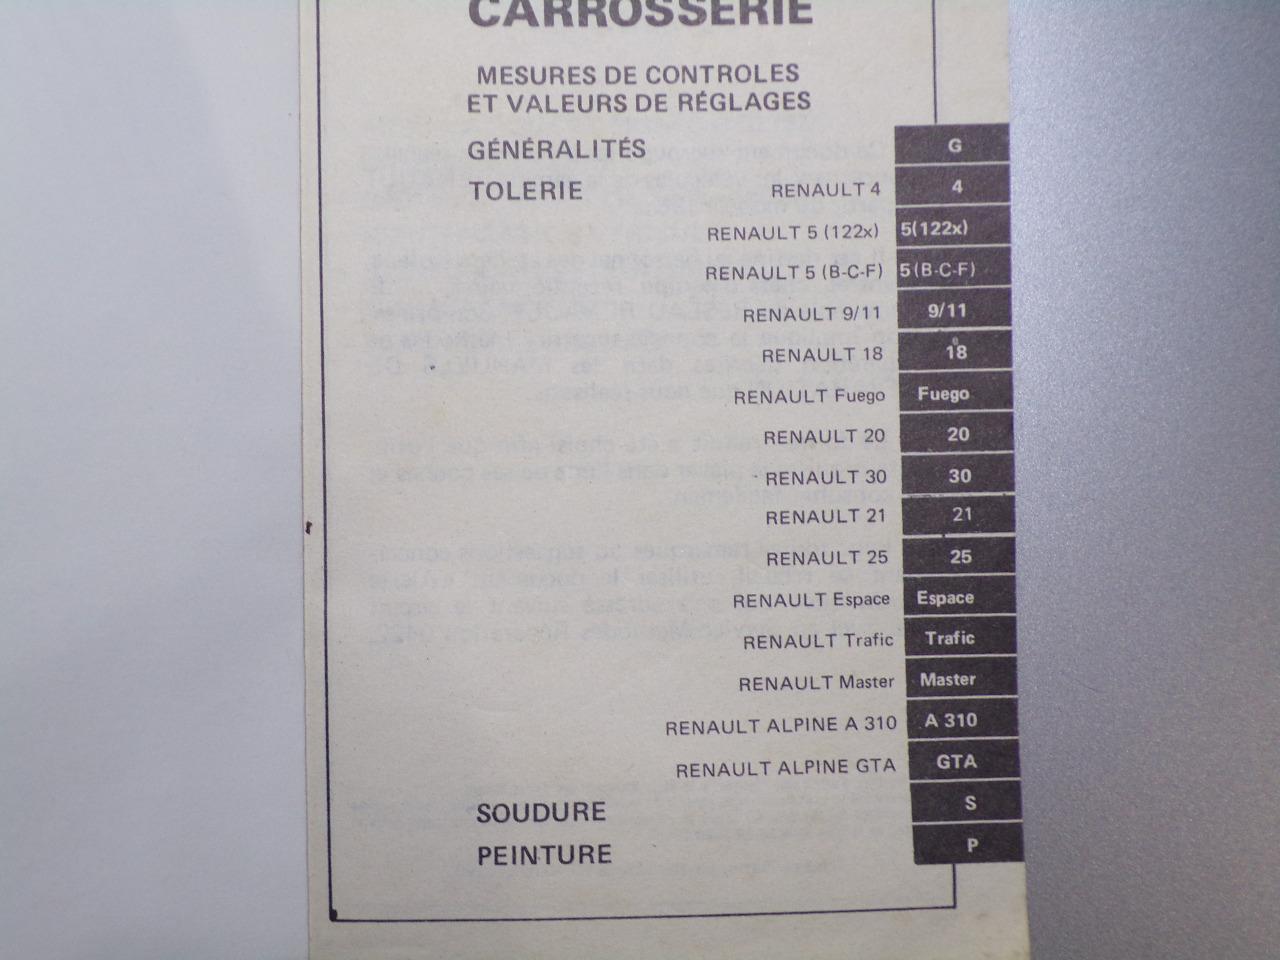 CARROSSERIE
MESURES DE CONTROLES
ET VALEURS DE RÉGLAGES
GÉNÉRALITÉS G
TOLERIE RENAULT 4 4
RENAULT 5 (122x) 5(122x)
RENAULT 5 (B-C-F) 5(B-C-F)
RENAULT 9/11 9/11
RENAULT 18 18
RENAULT Fuego Fuego
RENAULT 20 20
RENAULT 30 30
RENAULT 21 21
RENAULT 25 25
RENAULT Espace Espace
RENAULT Trafic Trafic
RENAULT Master Master
RENAULT ALPINE A 310 A 310
RENAULT ALPINE GTA GTA
SOUDURE S
PEINTURE P